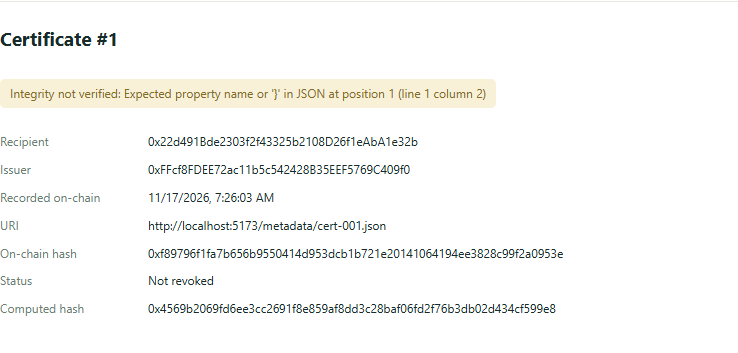 Certificate #1
Integrity not verified: Expected property name or '}' in JSON at position 1 (line 1 column 2)
Recipient 0x22d491Bde2303f2f43325b2108D26f1eAbA1e32b
Issuer 0xFFcf8FDEE72ac11b5c542428B35EEF5769C409f0
Recorded on-chain 11/17/2026, 7:26:03 AM
URI http://localhost:5173/metadata/cert-001.json
On-chain hash 0xf89796f1fa7b656b9550414d953dcb1b721e20141064194ee3828c99f2a0953e
Status Not revoked
Computed hash 0x4569b2069fd6ee3cc2691f8e859af8dd3c28baf06fd2f76b3db02d434cf599e8